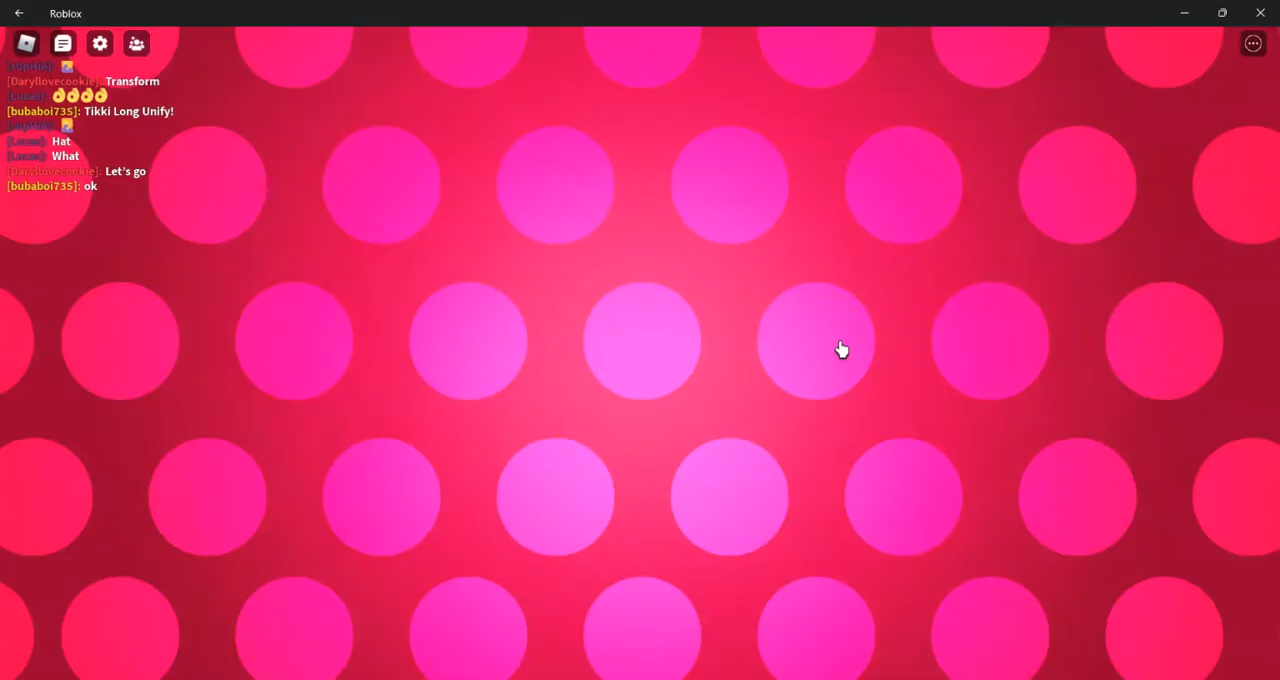 Roblox
[Daryllovecookie]: Transform
👌👌👌👌
[bubaboi735]: Tikki Long Unify!
[Lucas]: Hat
[Lucas]: What
[Daryllovecookie]: Let's go
[bubaboi735]: ok